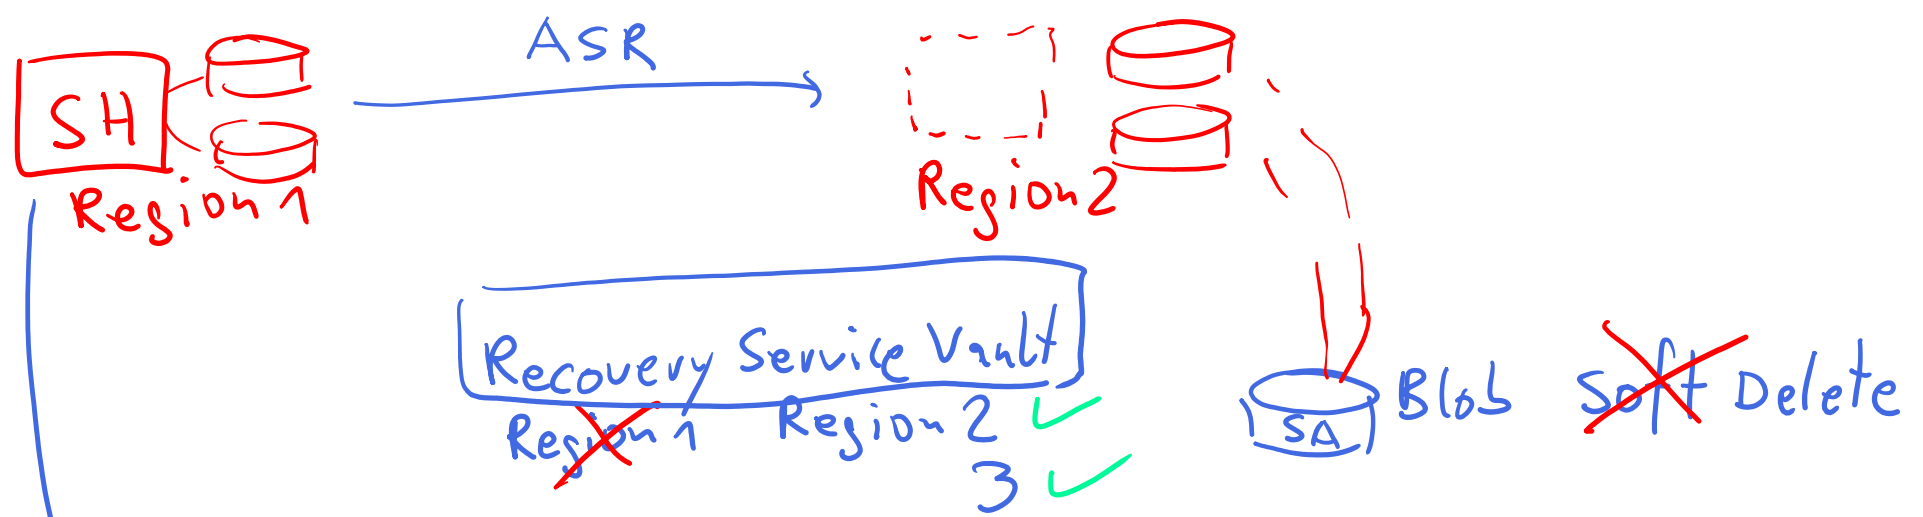 ASR
SH
Region 1
Region 2
Recovery Service Vault
Region 1
Region 2
3
SA
Blob
Soft Delete